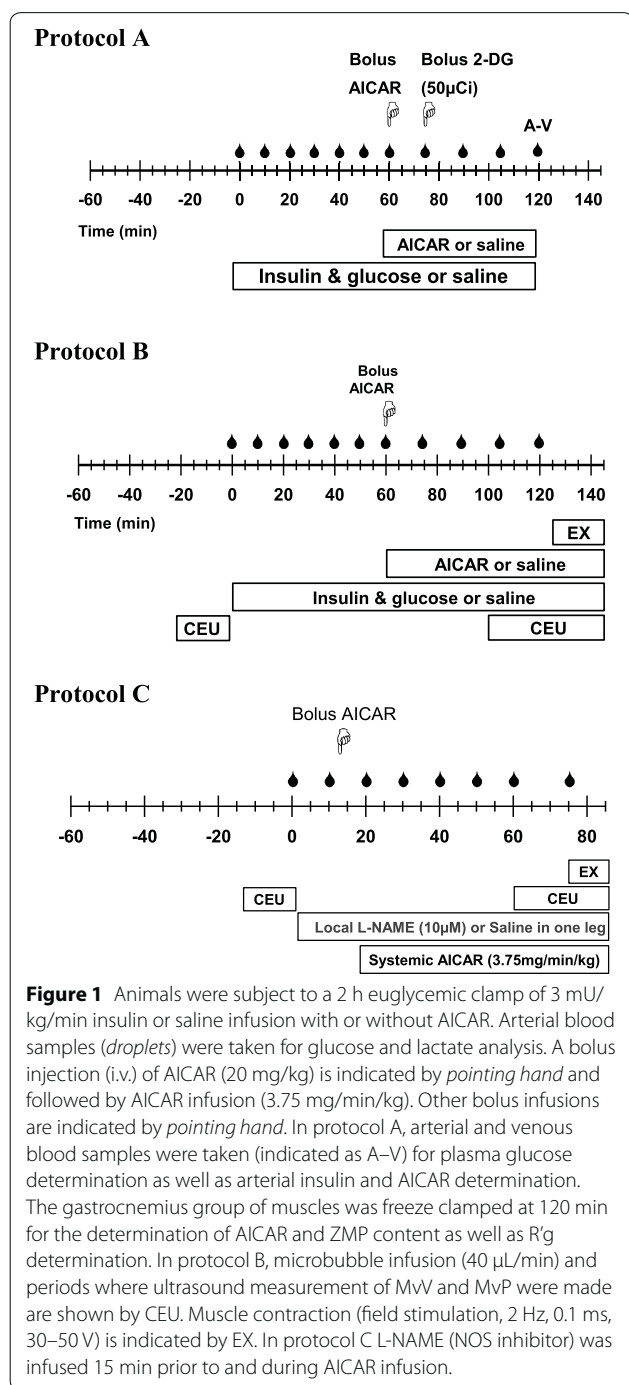 Protocol A
Bolus Bolus 2-DG
AICAR (50µCi)
A-V
-60 -40 -20 0 20 40 60 80 100 120 140
Time (min)
AICAR or saline
Insulin & glucose or saline
Protocol B
Bolus
AICAR
-60 -40 -20 0 20 40 60 80 100 120 140
Time (min)
EX
AICAR or saline
Insulin & glucose or saline
CEU CEU
Protocol C
Bolus AICAR
-60 -40 -20 0 20 40 60 80
EX
CEU CEU
Local L-NAME (10µM) or Saline in one leg
Systemic AICAR (3.75mg/min/kg)
Figure 1 Animals were subject to a 2 h euglycemic clamp of 3 mU/
kg/min insulin or saline infusion with or without AICAR. Arterial blood
samples (droplets) were taken for glucose and lactate analysis. A bolus
injection (i.v.) of AICAR (20 mg/kg) is indicated by pointing hand and
followed by AICAR infusion (3.75 mg/min/kg). Other bolus infusions
are indicated by pointing hand. In protocol A, arterial and venous
blood samples were taken (indicated as A–V) for plasma glucose
determination as well as arterial insulin and AICAR determination.
The gastrocnemius group of muscles was freeze clamped at 120 min
for the determination of AICAR and ZMP content as well as R'g
determination. In protocol B, microbubble infusion (40 µL/min) and
periods where ultrasound measurement of MvV and MvP were made
are shown by CEU. Muscle contraction (field stimulation, 2 Hz, 0.1 ms,
30–50 V) is indicated by EX. In protocol C L-NAME (NOS inhibitor) was
infused 15 min prior to and during AICAR infusion.